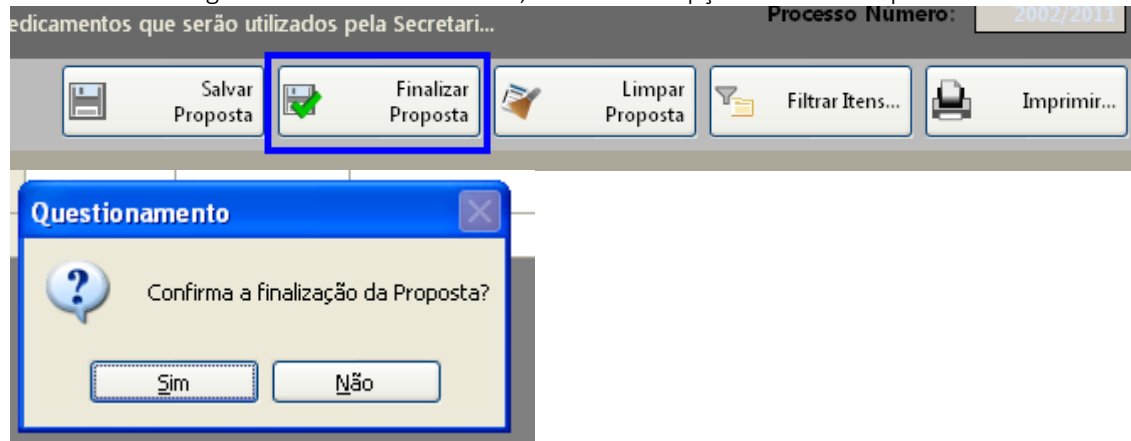 edicamentos que serão utilizados pela Secretari...
Processo Número:
2002/2011
Salvar
Proposta
Finalizar
Proposta
Limpar
Proposta
Filtrar Itens...
Imprimir...
Questionamento
Confirma a finalização da Proposta?
Sim
Não